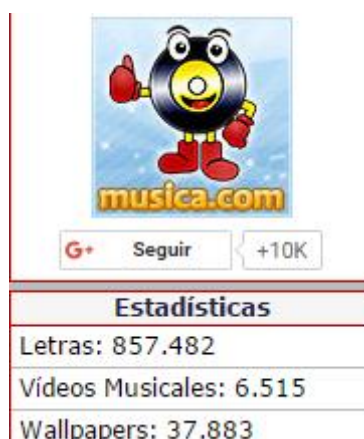 musica.com
G+ Seguir +10K
Estadísticas
Letras: 857.482
Vídeos Musicales: 6.515
Wallpapers: 37.883